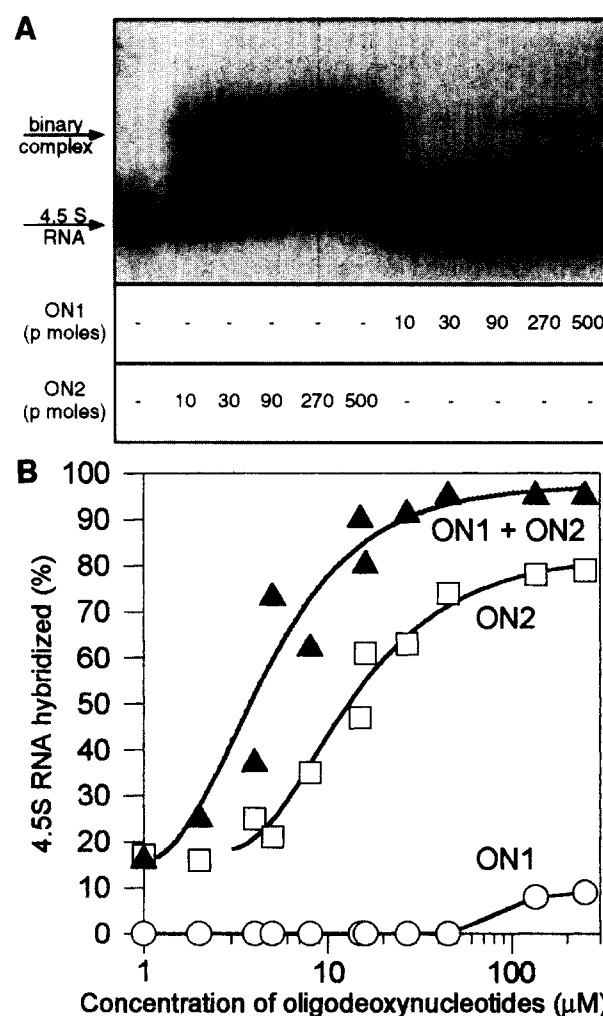 A
binary
complex
4.5 S
RNA
ON1
(p moles)
- - - - - - 10 30 90 270 500
ON2
(p moles)
- 10 30 90 270 500 - - - - -
B
100
90
80
70
60
50
40
30
20
10
0
4.5S RNA hybridized (%)
ON1 + ON2
ON2
ON1
1 10 100
Concentration of oligodeoxynucleotides (µM)